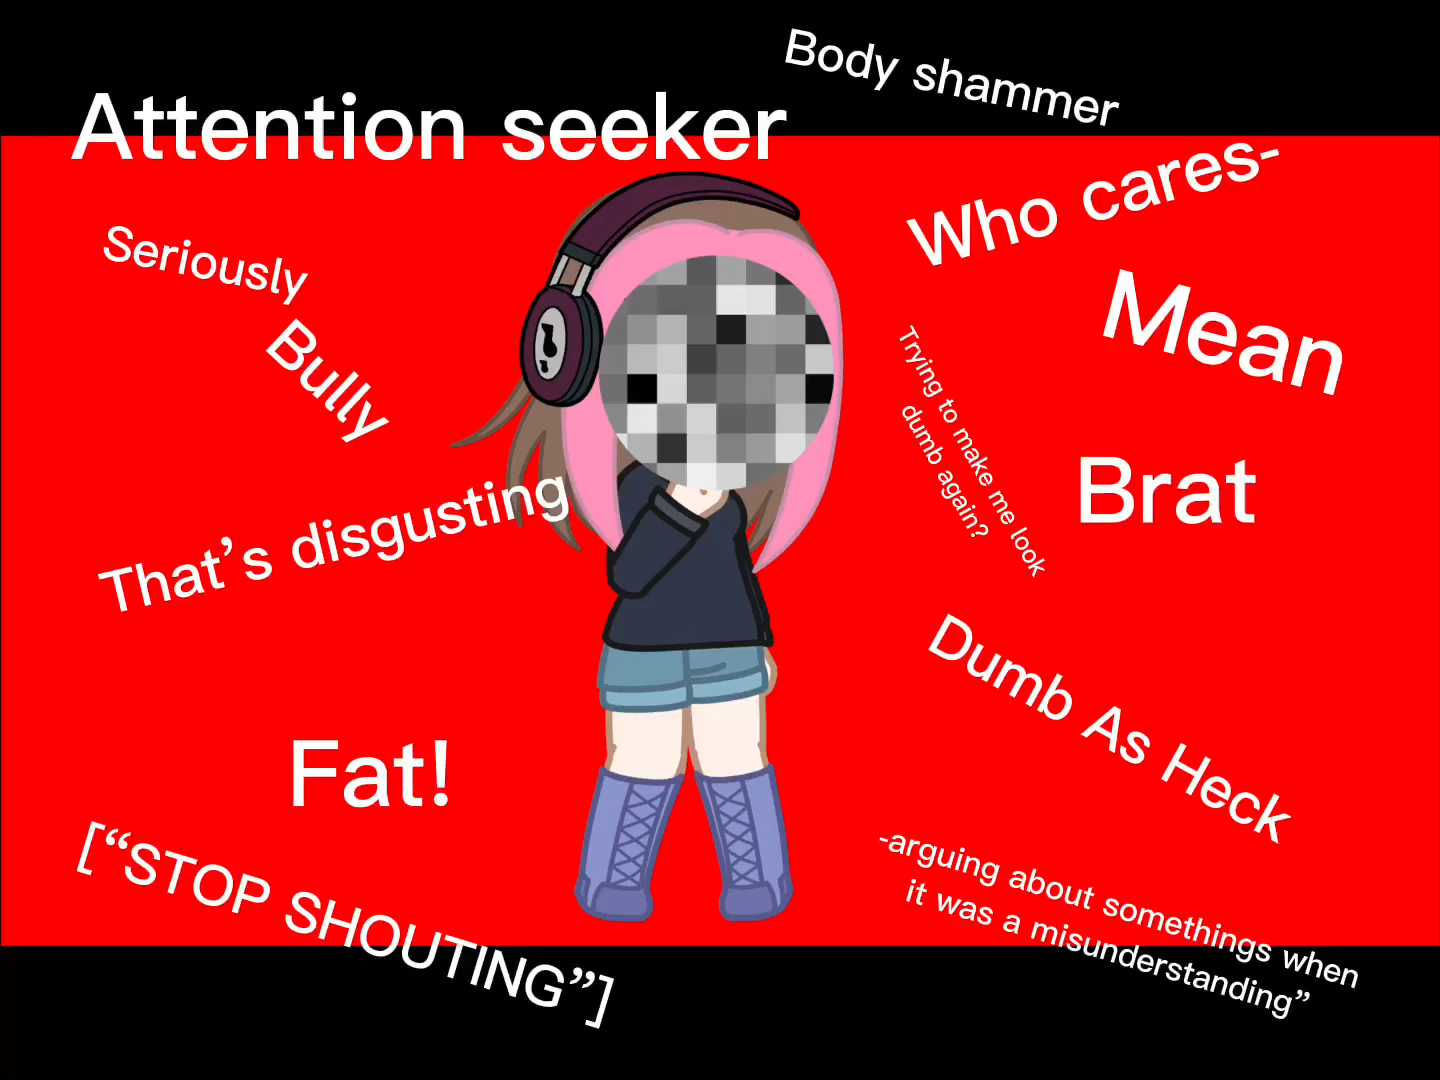 Body shammer
Attention seeker
Who cares-
Seriously
Mean
Bully
Trying to make me look
dumb again?
Brat
That’s disgusting
Dumb As Heck
Fat!
[“STOP SHOUTING”]
-arguing about somethings when
it was a misunderstanding”